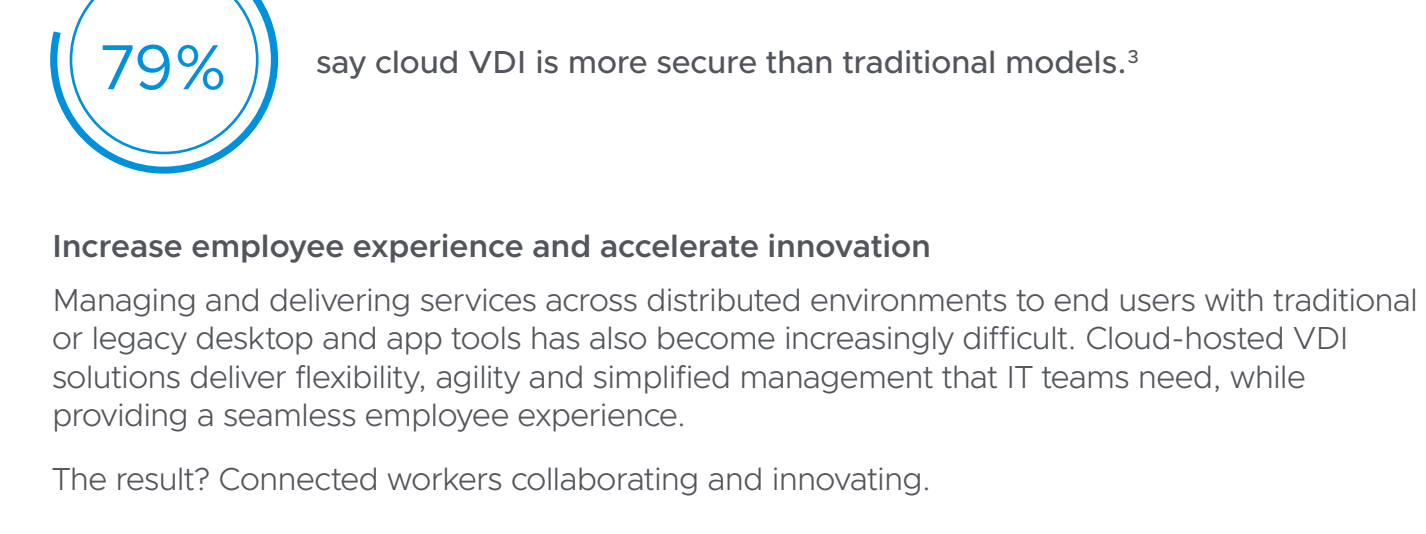 79%
say cloud VDI is more secure than traditional models.³
Increase employee experience and accelerate innovation
Managing and delivering services across distributed environments to end users with traditional
or legacy desktop and app tools has also become increasingly difficult. Cloud-hosted VDI
solutions deliver flexibility, agility and simplified management that IT teams need, while
providing a seamless employee experience.
The result? Connected workers collaborating and innovating.